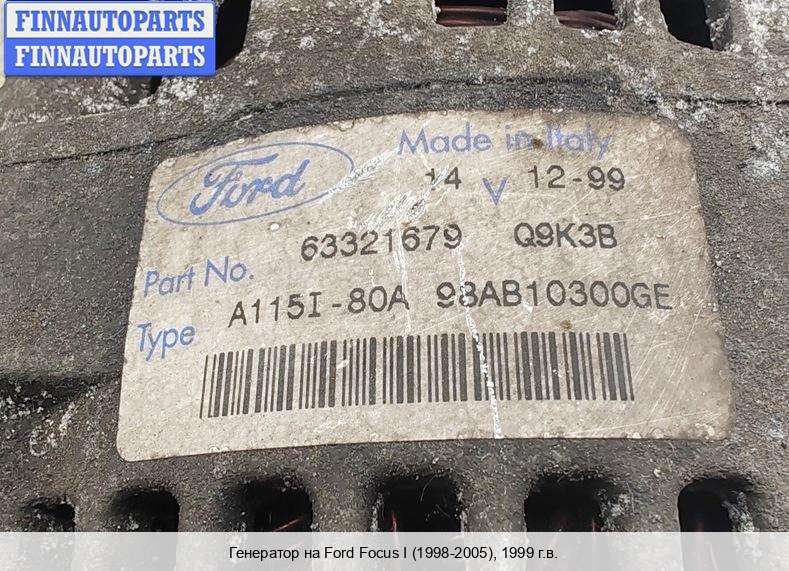 FINNAUTOPARTS
FINNAUTOPARTS
Ford
Made in Italy
14 V 12-99
Part No. 63321679 Q9K3B
Type A115I-80A 98AB10300GE
Генератор на Ford Focus I (1998-2005), 1999 г.в.